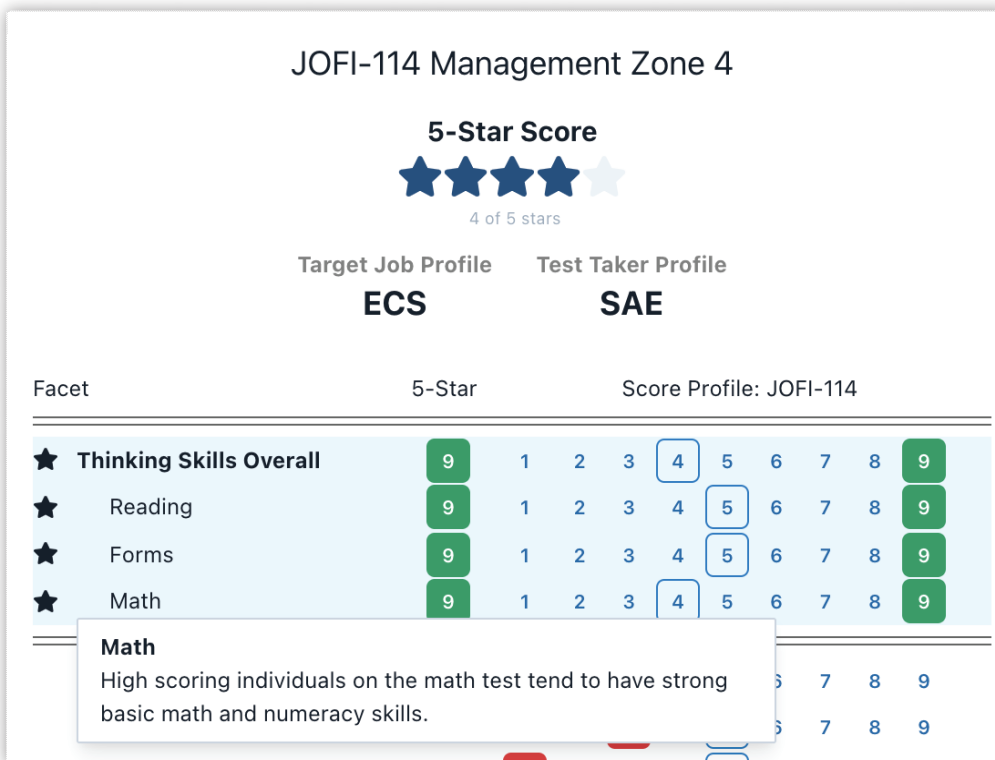 JOFI-114 Management Zone 4
5-Star Score
4 of 5 stars
Target Job Profile Test Taker Profile
ECS SAE
Facet 5-Star Score Profile: JOFI-114
Thinking Skills Overall 9 1 2 3 4 5 6 7 8 9
Reading 9 1 2 3 4 5 6 7 8 9
Forms 9 1 2 3 4 5 6 7 8 9
Math 9 1 2 3 4 5 6 7 8 9
Math
High scoring individuals on the math test tend to have strong
basic math and numeracy skills.
6 7 8 9
6 7 8 9